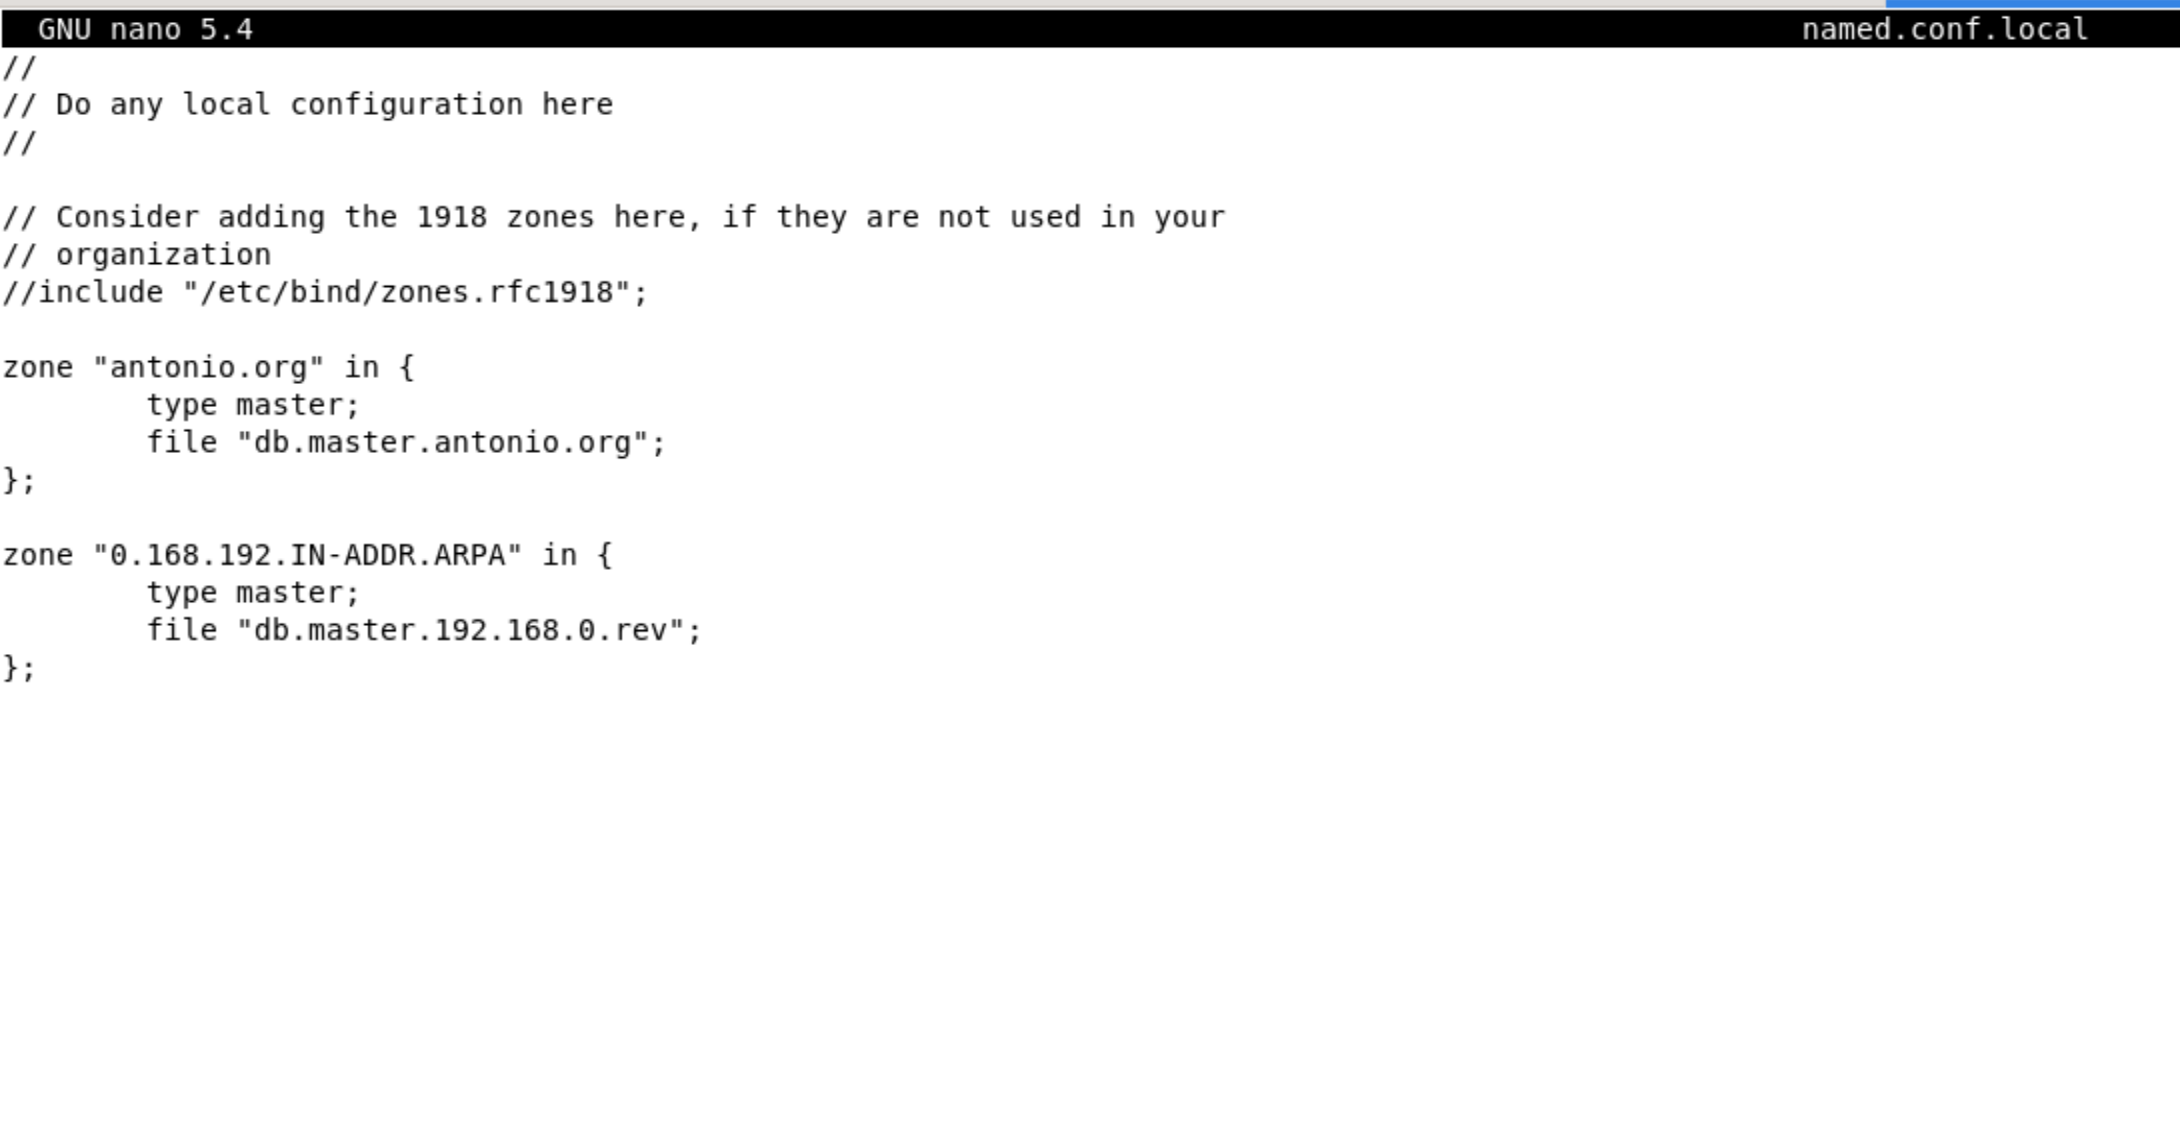 GNU nano 5.4 named.conf.local
//
// Do any local configuration here
//
// Consider adding the 1918 zones here, if they are not used in your
// organization
//include "/etc/bind/zones.rfc1918";
zone "antonio.org" in {
type master;
file "db.master.antonio.org";
};
zone "0.168.192.IN-ADDR.ARPA" in {
type master;
file "db.master.192.168.0.rev";
};